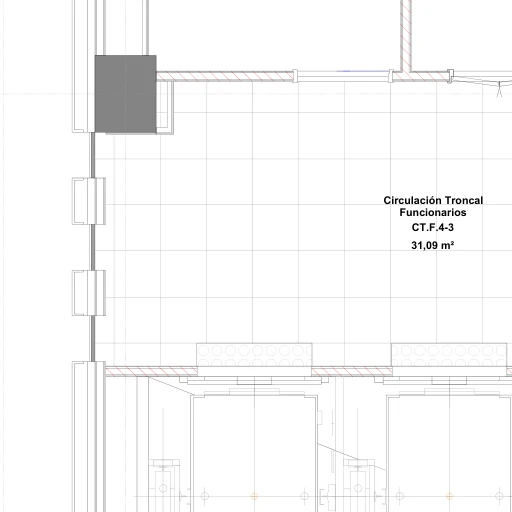 Circulación Troncal
Funcionarios
CT.F.4-3
31,09 m²